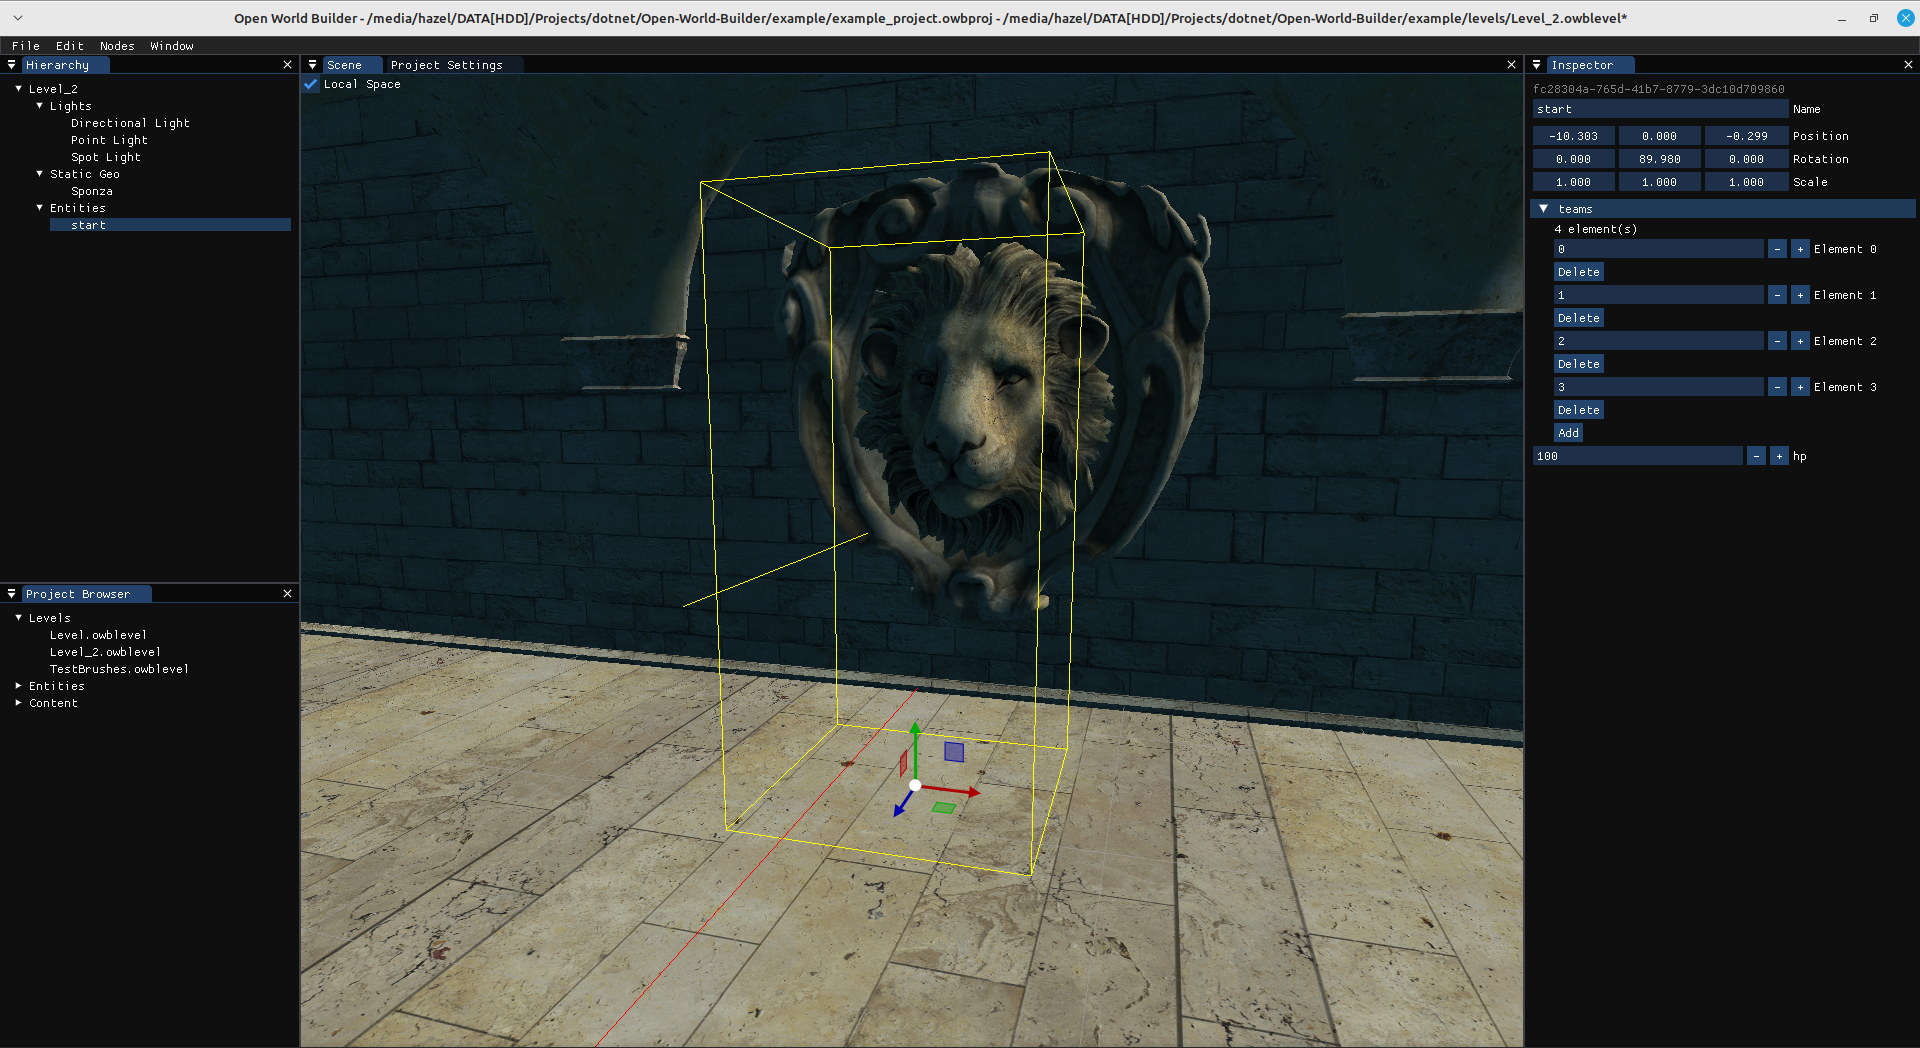 Open World Builder - /media/hazel/DATA[HDD]/Projects/dotnet/Open-World-Builder/example/example_project.owbproj - /media/hazel/DATA[HDD]/Projects/dotnet/Open-World-Builder/example/levels/Level_2.owblevel*
File Edit Nodes Window
Hierarchy
Level_2
Lights
Directional Light
Point Light
Spot Light
Static Geo
Sponza
Entities
start
Project Browser
Levels
Level.owblevel
Level_2.owblevel
TestBrushes.owblevel
Entities
Content
Scene Project Settings
Local Space
Inspector
fc28304a-765d-41b7-8779-3dc10d709860
start Name
-10.303 0.000 -0.299 Position
0.000 89.980 0.000 Rotation
1.000 1.000 1.000 Scale
teams
4 element(s)
0 - + Element 0
Delete
1 - + Element 1
Delete
2 - + Element 2
Delete
3 - + Element 3
Delete
Add
100 - + hp